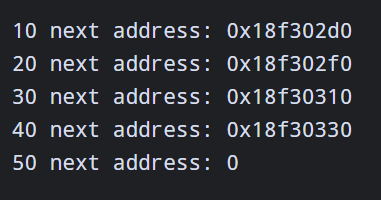 10 next address: 0x18f302d0
20 next address: 0x18f302f0
30 next address: 0x18f30310
40 next address: 0x18f30330
50 next address: 0